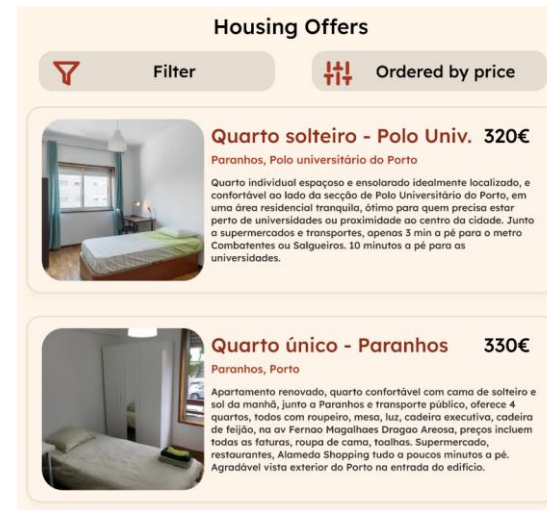 Housing Offers
Filter
Ordered by price
Quarto solteiro - Polo Univ. 320€
Paranhos, Polo universitário do Porto
Quarto individual espaçoso e ensolarado idealmente localizado, e
confortável ao lado da secção de Polo Universitário do Porto, em
uma área residencial tranquila, ótimo para quem precisa estar
perto de universidades ou proximidade ao centro da cidade. Junto
a supermercados e transportes, apenas 3 min a pé para o metro
Combatentes ou Salgueiros. 10 minutos a pé para as
universidades.
Quarto único - Paranhos 330€
Paranhos, Porto
Apartamento renovado, quarto confortável com cama de solteiro e
sol da manhã, junto a Paranhos e transporte público, oferece 4
quartos, todos com roupeiro, mesa, luz, cadeira executiva, cadeira
de feijão, na av Fernao Magalhaes Dragao Areosa, preços incluem
todas as faturas, roupa de cama, toalhas. Supermercado,
restaurantes, Alameda Shopping tudo a poucos minutos a pé.
Agradável vista exterior do Porto na entrada do edifício.